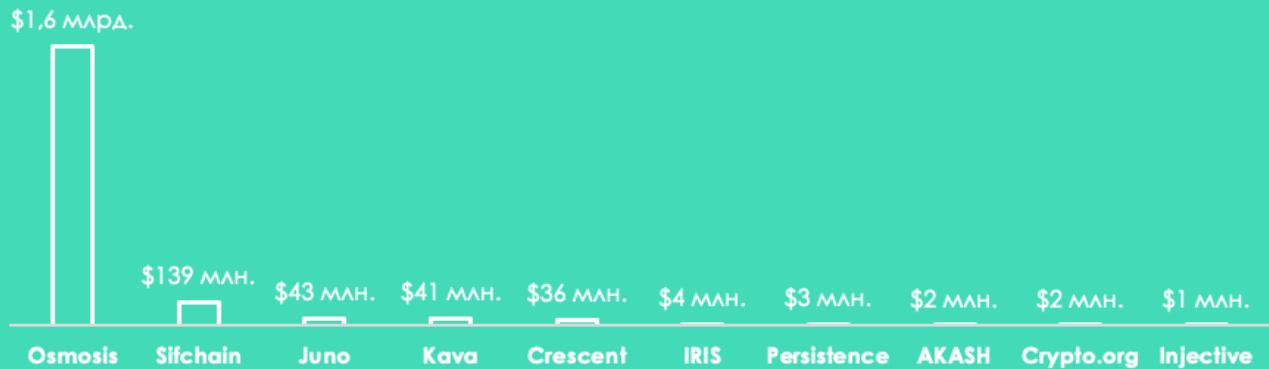 $1,6 млрд.
$139 млн.
$43 млн.
$41 млн.
$36 млн.
$4 млн.
$3 млн.
$2 млн.
$2 млн.
$1 млн.
Osmosis Sifchain Juno Kava Crescent IRIS Persistence AKASH Crypto.org Injective